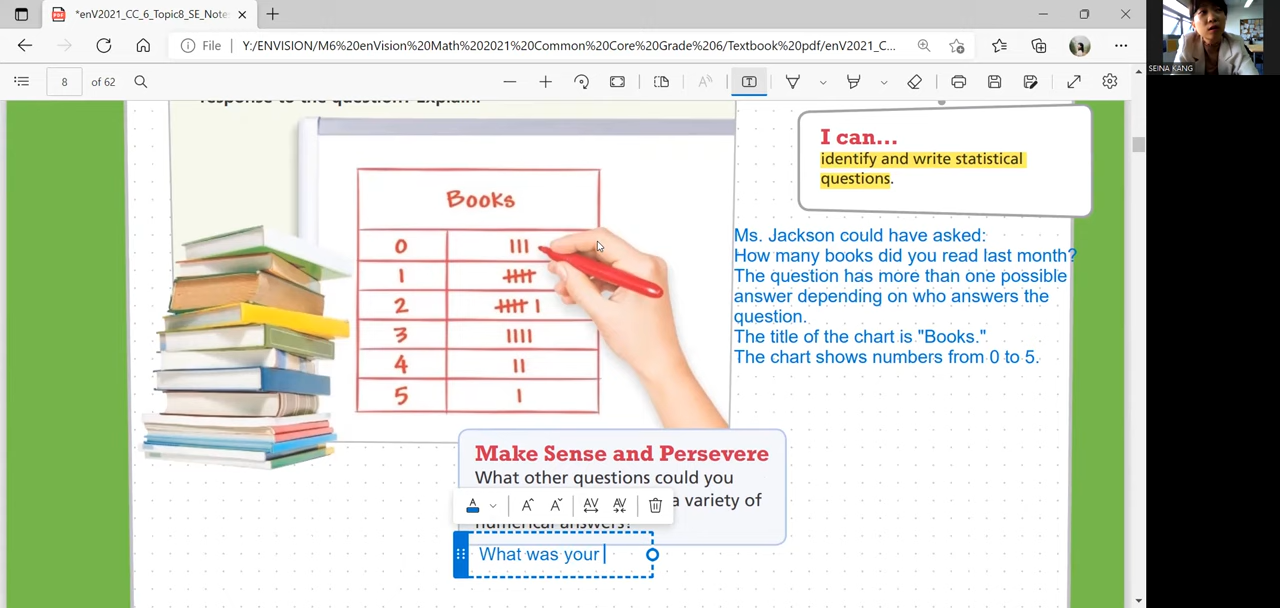 *enV2021_CC_6_Topic8_SE_Note
File
Y:/ENVISION/M6%20enVision%20Math%202021%20Common%20Core%20Grade%206/Textbook%20pdf/enV2021_C...
SEINA KANG
8 of 62
response to the question? Explain.
I can...
identify and write statistical
questions.
Books
0
1
2
3
4
5
Ms. Jackson could have asked:
How many books did you read last month?
The question has more than one possible
answer depending on who answers the
question.
The title of the chart is "Books."
The chart shows numbers from 0 to 5.
Make Sense and Persevere
What other questions could you
a variety of
numerical answers?
What was your